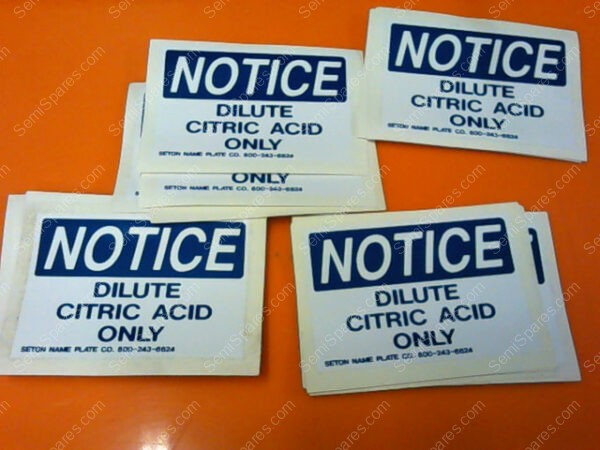 NOTICE
DILUTE
CITRIC ACID
ONLY
SETON NAME PLATE CO. 800-243-6624
ONLY
SETON NAME PLATE CO. 800-243-6624
NOTICE
DILUTE
CITRIC ACID
ONLY
SETON NAME PLATE CO. 800-243-6624
NOTICE
DILUTE
CITRIC ACID
ONLY
SETON NAME PLATE CO. 800-243-6624
NOTICE
DILUTE
CITRIC ACID
ONLY
SETON NAME PLATE CO. 800-243-6624
SemiSpares.com